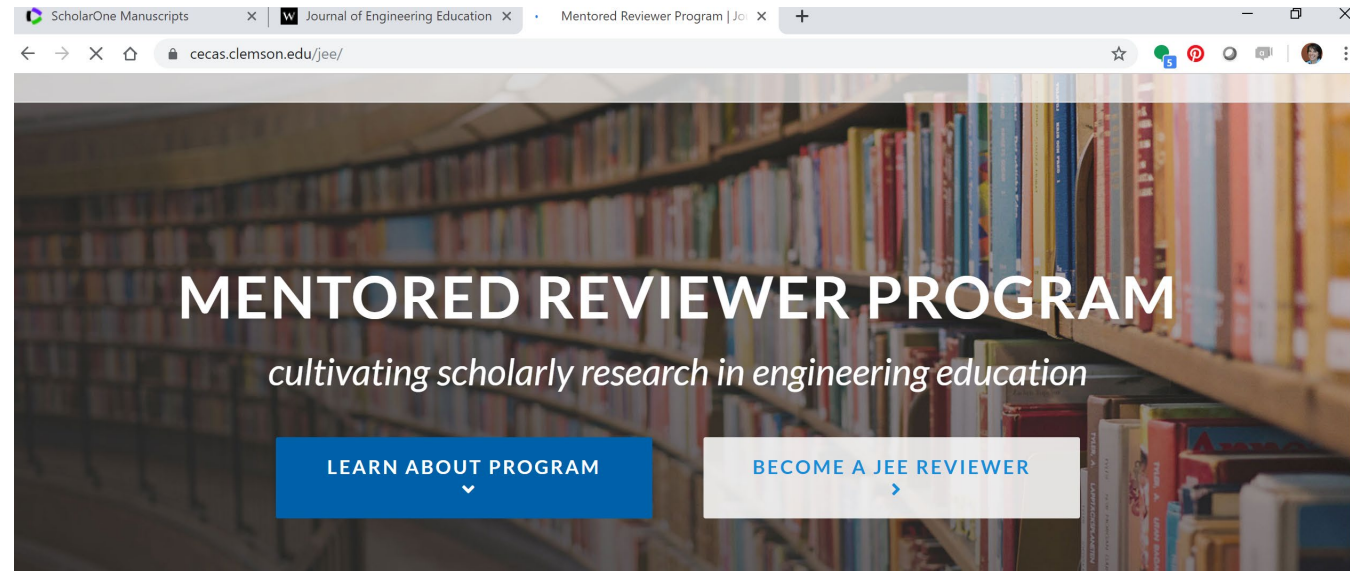 ScholarOne Manuscripts
W Journal of Engineering Education
Mentored Reviewer Program | Jo
cecas.clemson.edu/jee/
5
MENTORED REVIEWER PROGRAM
cultivating scholarly research in engineering education
LEARN ABOUT PROGRAM
BECOME A JEE REVIEWER